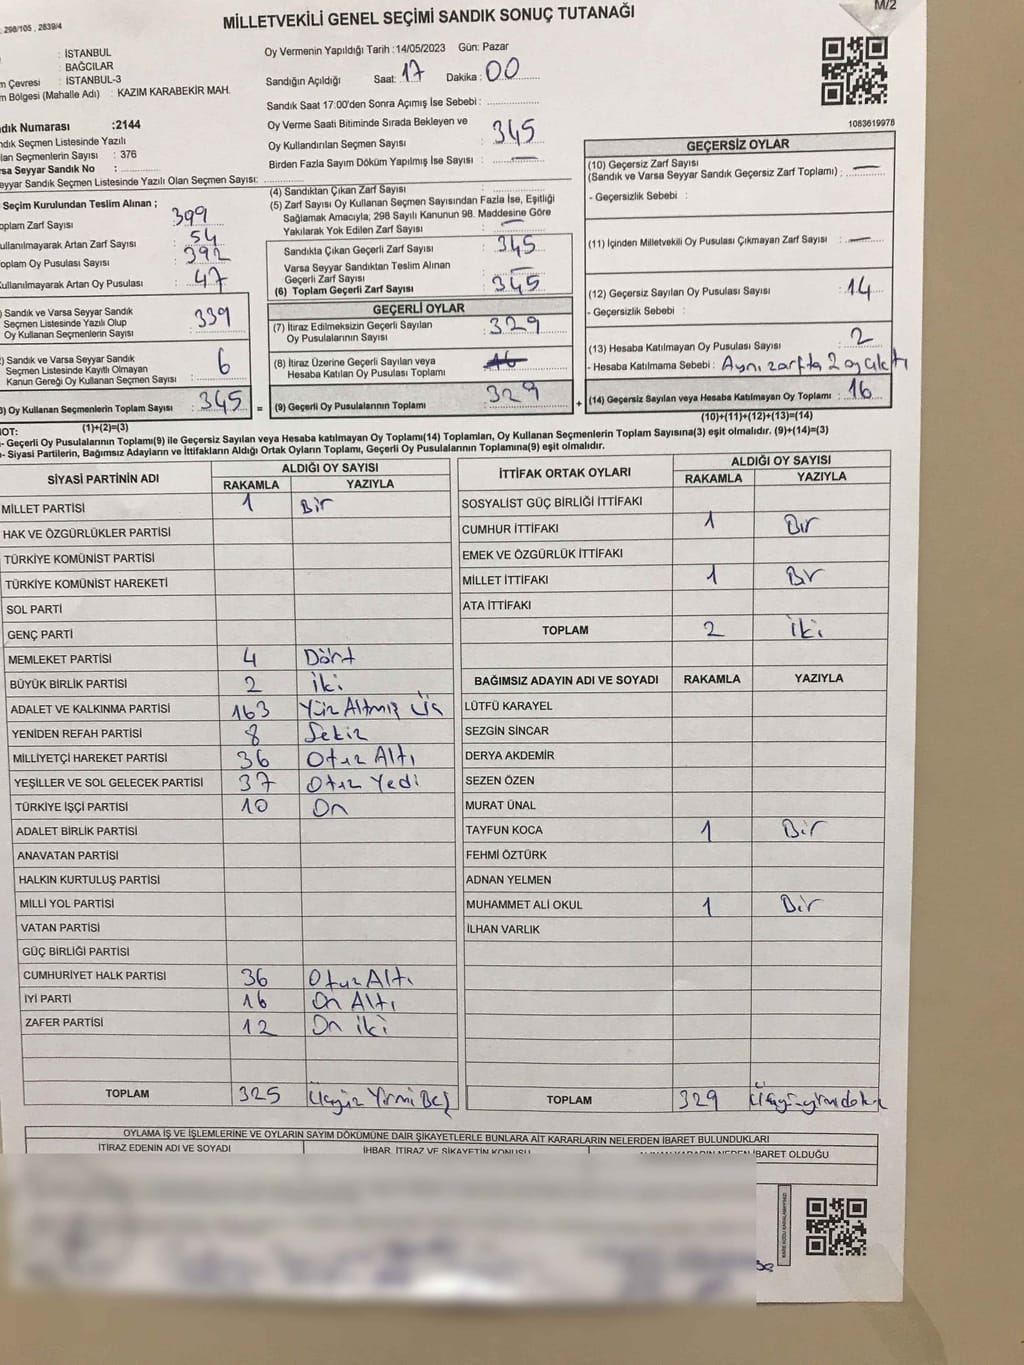 M/2
, 298/105 , 2839/4
MİLLETVEKİLİ GENEL SEÇİMİ SANDIK SONUÇ TUTANAĞI
: İSTANBUL
: BAĞCILAR
m Çevresi : İSTANBUL-3
m Bölgesi (Mahalle Adı) : KAZIM KARABEKİR MAH.
Oy Vermenin Yapıldığı Tarih :14/05/2023 Gün: Pazar
Sandığın Açıldığı Saat: 17 Dakika : 00
Sandık Saat 17:00'den Sonra Açımış İse Sebebi :
Oy Verme Saati Bitiminde Sırada Bekleyen ve
Oy Kullandırılan Seçmen Sayısı : 345
Birden Fazla Sayım Döküm Yapılmış İse Sayısı : —
1083619978
ndık Numarası :2144
ndık Seçmen Listesinde Yazılı
lan Seçmenlerin Sayısı : 376
arsa Seyyar Sandık No :
eyyar Sandık Seçmen Listesinde Yazılı Olan Seçmen Sayısı:
Seçim Kurulundan Teslim Alınan ;
oplam Zarf Sayısı : 399
ullanılmayarak Artan Zarf Sayısı : 54
oplam Oy Pusulası Sayısı : 392
ullanılmayarak Artan Oy Pusulası : 47
) Sandık ve Varsa Seyyar Sandık
Seçmen Listesinde Yazılı Olup
Oy Kullanan Seçmenlerin Sayısı : 339
) Sandık ve Varsa Seyyar Sandık
Seçmen Listesinde Kayıtlı Olmayan
Kanun Gereği Oy Kullanan Seçmen Sayısı : 6
3) Oy Kullanan Seçmenlerin Toplam Sayısı : 345 =
(1)+(2)=(3)
(4) Sandıktan Çıkan Zarf Sayısı :
(5) Zarf Sayısı Oy Kullanan Seçmen Sayısından Fazla İse, Eşitliği
Sağlamak Amacıyla; 298 Sayılı Kanunun 98. Maddesine Göre
Yakılarak Yok Edilen Zarf Sayısı : —
Sandıkta Çıkan Geçerli Zarf Sayısı : 345
Varsa Seyyar Sandıktan Teslim Alınan
Geçerli Zarf Sayısı : —
(6) Toplam Geçerli Zarf Sayısı : 345
GEÇERLİ OYLAR
(7) İtiraz Edilmeksizin Geçerli Sayılan
Oy Pusulalarının Sayısı : 329
(8) İtiraz Üzerine Geçerli Sayılan veya
Hesaba Katılan Oy Pusulası Toplamı : 16
(9) Geçerli Oy Pusulalarının Toplamı : 329 +
GEÇERSİZ OYLAR
(10) Geçersiz Zarf Sayısı
(Sandık ve Varsa Seyyar Sandık Geçersiz Zarf Toplamı) : —
- Geçersizlik Sebebi :
(11) İçinden Milletvekili Oy Pusulası Çıkmayan Zarf Sayısı : —
(12) Geçersiz Sayılan Oy Pusulası Sayısı : 14
- Geçersizlik Sebebi :
(13) Hesaba Katılmayan Oy Pusulası Sayısı : 2
- Hesaba Katılmama Sebebi : Aynı zarfta 2 oy çıktı
(14) Geçersiz Sayılan veya Hesaba Katılmayan Oy Toplamı : 16
(10)+(11)+(12)+(13)=(14)
NOT:
- Geçerli Oy Pusulalarının Toplamı(9) ile Geçersiz Sayılan veya Hesaba katılmayan Oy Toplamı(14) Toplamları, Oy Kullanan Seçmenlerin Toplam Sayısına(3) eşit olmalıdır. (9)+(14)=(3)
- Siyasi Partilerin, Bağımsız Adayların ve İttifakların Aldığı Ortak Oyların Toplamı, Geçerli Oy Pusulalarının Toplamına(9) eşit olmalıdır.
SİYASİ PARTİNİN ADI ALDIĞI OY SAYISI
RAKAMLA YAZIYLA
MİLLET PARTİSİ 1 Bir
HAK VE ÖZGÜRLÜKLER PARTİSİ
TÜRKİYE KOMÜNİST PARTİSİ
TÜRKİYE KOMÜNİST HAREKETİ
SOL PARTİ
GENÇ PARTİ
MEMLEKET PARTİSİ 4 Dört
BÜYÜK BİRLİK PARTİSİ 2 İki
ADALET VE KALKINMA PARTİSİ 163 Yüz Altmış Üç
YENİDEN REFAH PARTİSİ 8 Sekiz
MİLLİYETÇİ HAREKET PARTİSİ 36 Otuz Altı
YEŞİLLER VE SOL GELECEK PARTİSİ 37 Otuz Yedi
TÜRKİYE İŞÇİ PARTİSİ 10 On
ADALET BİRLİK PARTİSİ
ANAVATAN PARTİSİ
HALKIN KURTULUŞ PARTİSİ
MİLLİ YOL PARTİSİ
VATAN PARTİSİ
GÜÇ BİRLİĞİ PARTİSİ
CUMHURİYET HALK PARTİSİ 36 Otuz Altı
İYİ PARTİ 16 On Altı
ZAFER PARTİSİ 12 On İki
TOPLAM 325 Üçyüz Yirmi Beş
İTTİFAK ORTAK OYLARI ALDIĞI OY SAYISI
RAKAMLA YAZIYLA
SOSYALİST GÜÇ BİRLİĞİ İTTİFAKI
CUMHUR İTTİFAKI 1 Bir
EMEK VE ÖZGÜRLÜK İTTİFAKI
MİLLET İTTİFAKI 1 Bir
ATA İTTİFAKI
TOPLAM 2 İki
BAĞIMSIZ ADAYIN ADI VE SOYADI RAKAMLA YAZIYLA
LÜTFÜ KARAYEL
SEZGİN SİNCAR
DERYA AKDEMİR
SEZEN ÖZEN
MURAT ÜNAL
TAYFUN KOCA 1 Bir
FEHMİ ÖZTÜRK
ADNAN YELMEN
MUHAMMET ALİ OKUL 1 Bir
İLHAN VARLIK
TOPLAM 329 Üçyüzyirmidokuz
OYLAMA İŞ VE İŞLEMLERİNE VE OYLARIN SAYIM DÖKÜMÜNE DAİR ŞİKAYETLERLE BUNLARA AİT KARARLARIN NELERDEN İBARET BULUNDUKLARI
İTİRAZ EDENİN ADI VE SOYADI İHBAR, İTİRAZ VE ŞİKAYETİN KONUSU İBARET OLDUĞU